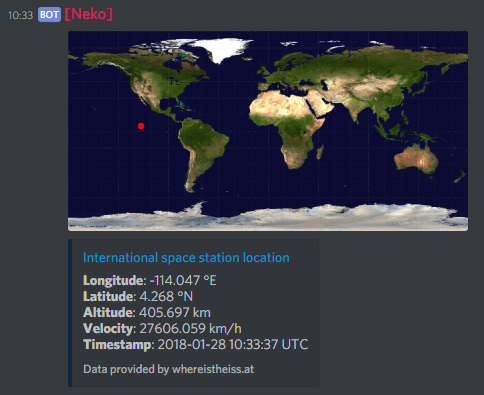 10:33 BOT [Neko]
International space station location
Longitude: -114.047 °E
Latitude: 4.268 °N
Altitude: 405.697 km
Velocity: 27606.059 km/h
Timestamp: 2018-01-28 10:33:37 UTC
Data provided by whereistheiss.at